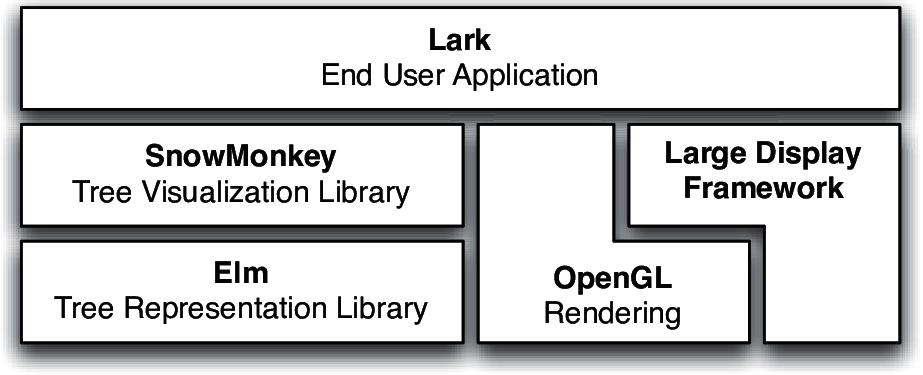 Lark
End User Application
SnowMonkey
Tree Visualization Library
Large Display
Framework
Elm
Tree Representation Library
OpenGL
Rendering